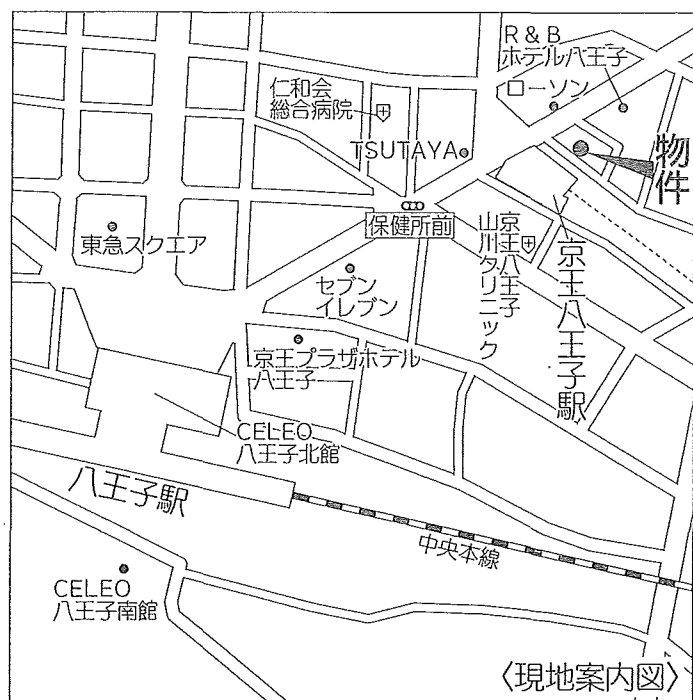 R & B
ホテル八王子
ローソン
仁和会
総合病院
TSUTAYA
物件
保健所前
東急スクエア
京王八王子
山川クリニック
京王八王子駅
セブン
イレブン
京王プラザホテル
八王子
CELEO
八王子北館
八王子駅
中央本線
CELEO
八王子南館
〈現地案内図〉